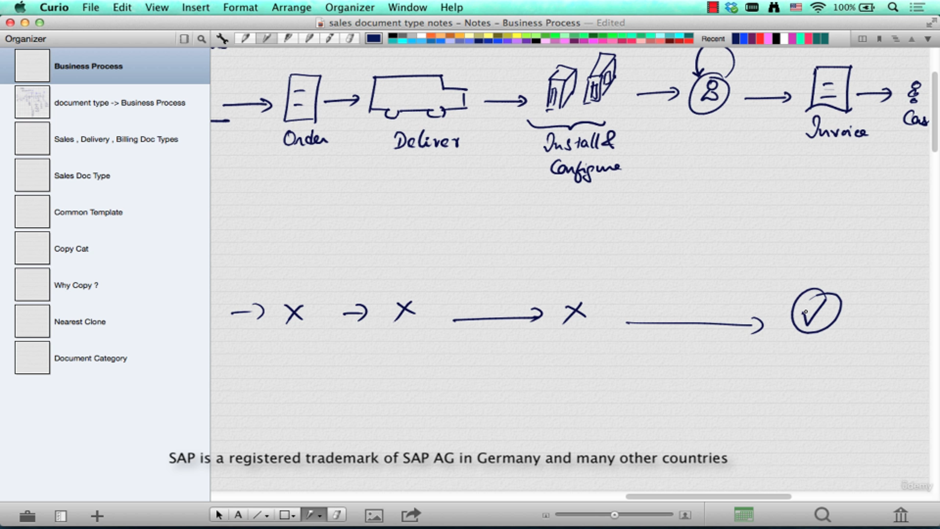 Curio File Edit View Insert Format Arrange Organizer Window Help 100%
sales document type notes - Notes - Business Process — Edited
Organizer
Recent
Business Process
document type -> Business Process
Sales , Delivery , Billing Doc Types
Sales Doc Type
Common Template
Copy Cat
Why Copy ?
Nearest Clone
Document Category
Order
Deliver
Install &
Configure
Invoice
Cas
X X X
SAP is a registered trademark of SAP AG in Germany and many other countries
Udemy
A